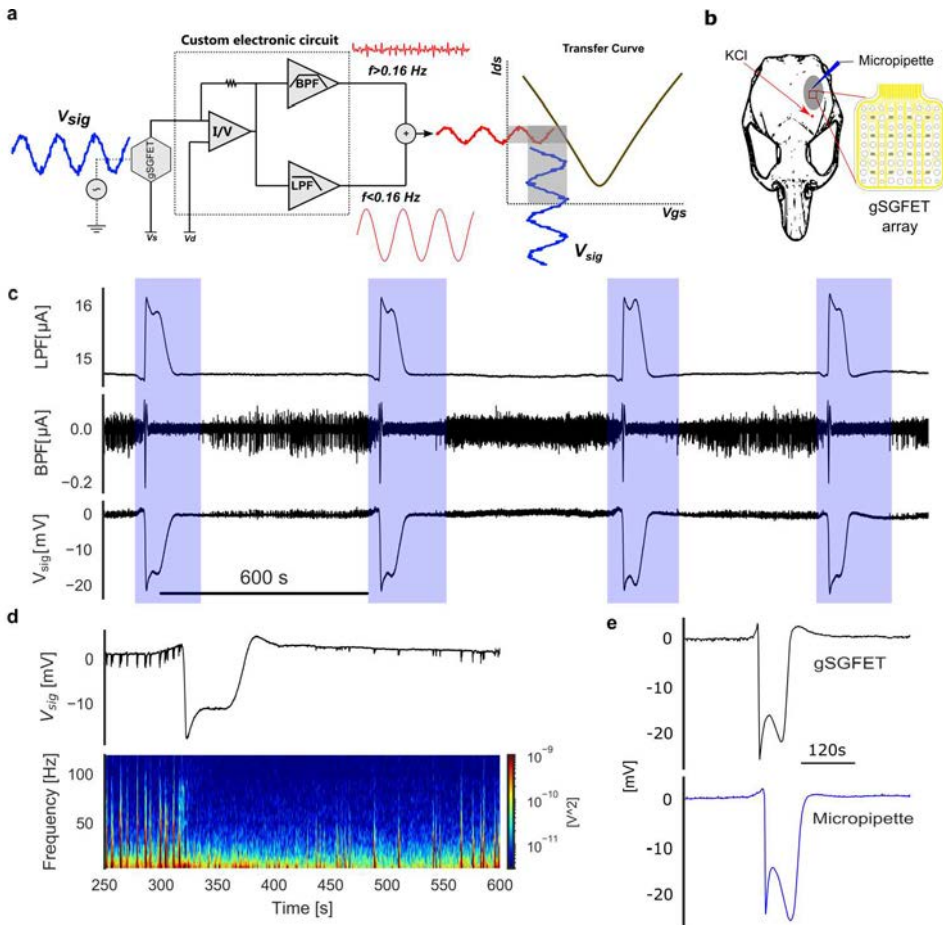 a
Custom electronic circuit
f>0.16 Hz
BPF
V_sig
gSGFET
I/V
+
LPF
f<0.16 Hz
Vs
Vd
Transfer Curve
Ids
Vgs
V_sig
b
KCl
Micropipette
gSGFET
array
c
LPF[µA]
16
15
BPF[µA]
0.0
−0.2
V_sig[mV]
0
−10
−20
600 s
d
V_sig [mV]
0
−10
Frequency [Hz]
100
50
10⁻⁹
10⁻¹⁰
10⁻¹¹
[V^2]
250 300 350 400 450 500 550 600
Time [s]
e
0
-10
-20
gSGFET
120s
[mV]
0
-10
-20
Micropipette